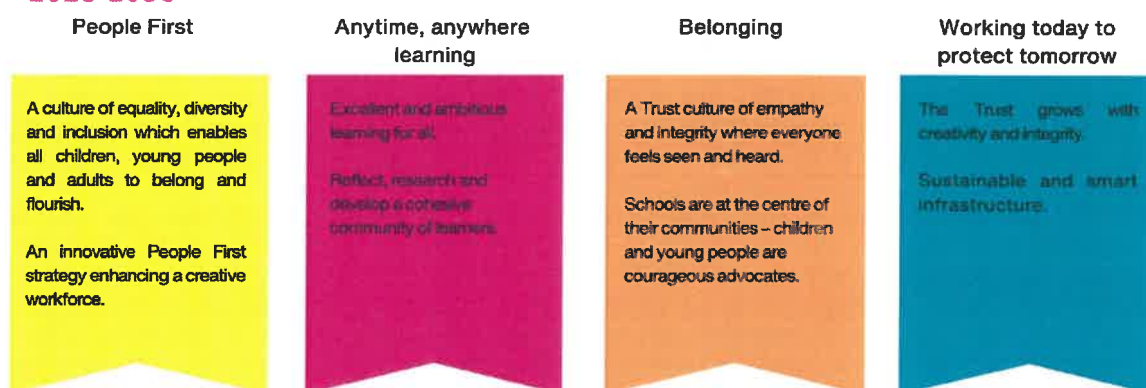 People First
A culture of equality, diversity
and inclusion which enables
all children, young people
and adults to belong and
flourish.
An innovative People First
strategy enhancing a creative
workforce.
Anytime, anywhere
learning
Excellent and ambitious
learning for all.
Reflect, research and
develop a cohesive
community of learners.
Belonging
A Trust culture of empathy
and integrity where everyone
feels seen and heard.
Schools are at the centre of
their communities – children
and young people are
courageous advocates.
Working today to
protect tomorrow
The Trust grows with
creativity and integrity.
Sustainable and smart
infrastructure.